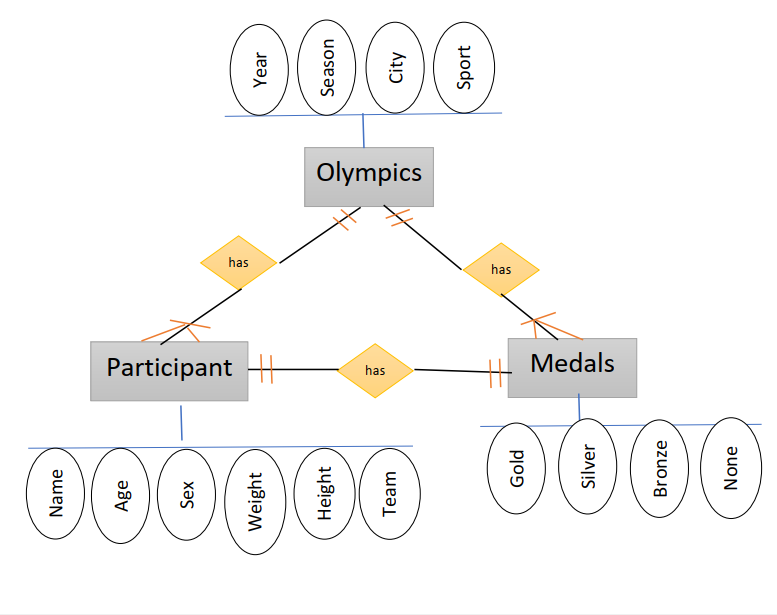 Year
Season
City
Sport
Olympics
has
has
Participant
has
Medals
Name
Age
Sex
Weight
Height
Team
Gold
Silver
Bronze
None